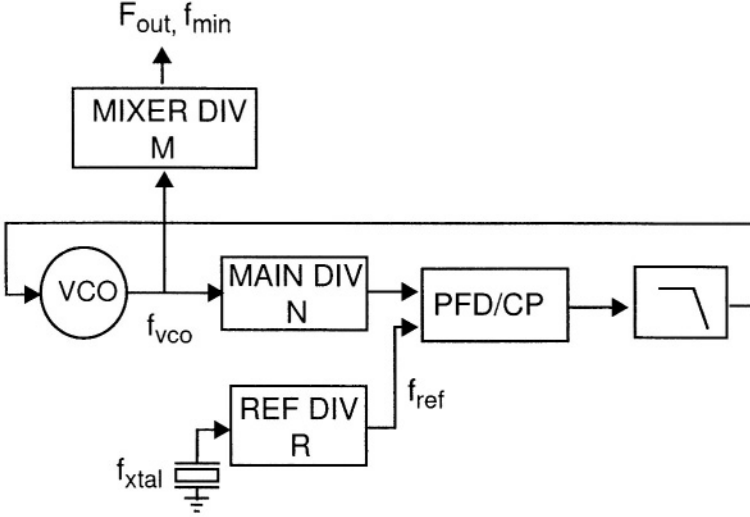 Fout, fmin
MIXER DIV
M
VCO
fvco
MAIN DIV
N
PFD/CP
fref
REF DIV
R
fxtal